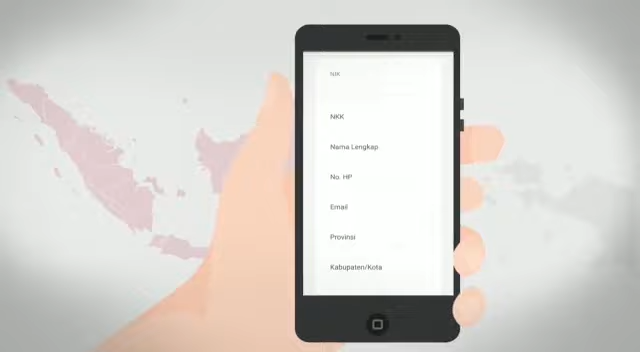 NIK
NKK
Nama Lengkap
No. HP
Email
Provinsi
Kabupaten/Kota